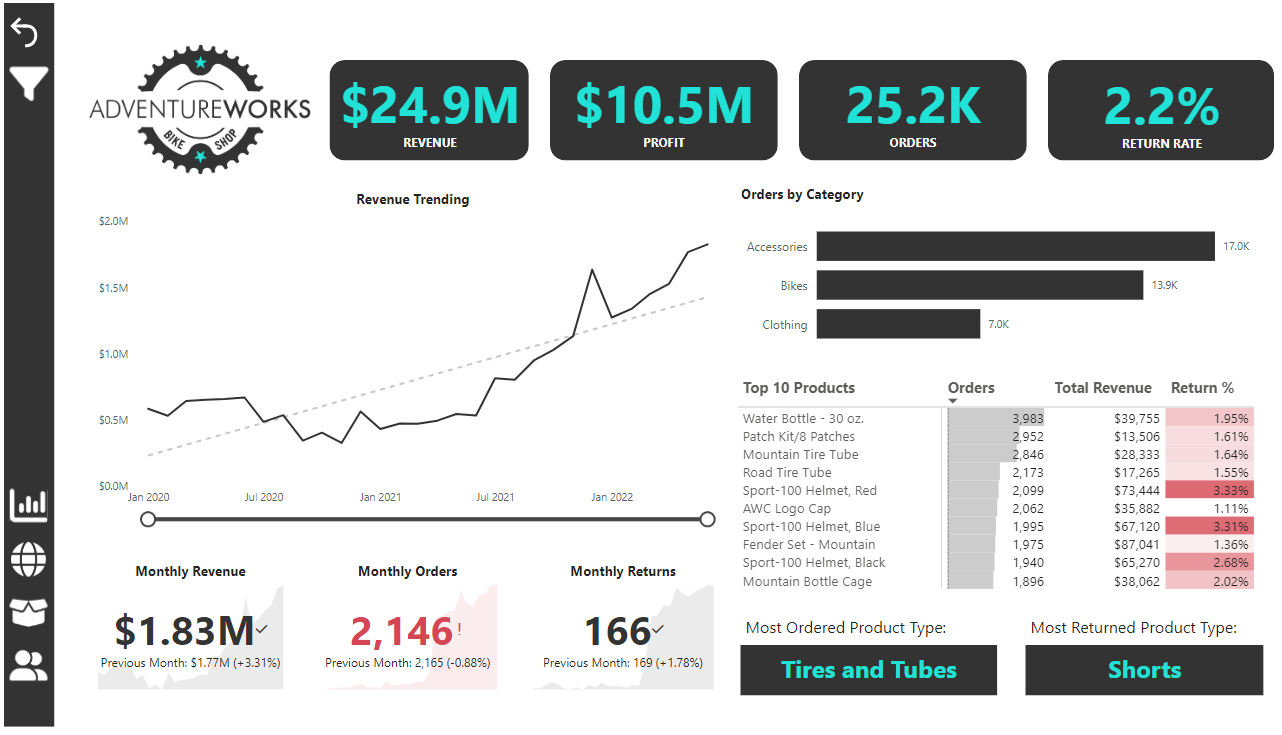 ADVENTUREWORKS
BIKE SHOP
$24.9M
REVENUE
$10.5M
PROFIT
25.2K
ORDERS
2.2%
RETURN RATE
Revenue Trending
$2.0M
$1.5M
$1.0M
$0.5M
$0.0M
Jan 2020 Jul 2020 Jan 2021 Jul 2021 Jan 2022
Orders by Category
Accessories 17.0K
Bikes 13.9K
Clothing 7.0K
Top 10 Products Orders Total Revenue Return %
Water Bottle - 30 oz. 3,983 $39,755 1.95%
Patch Kit/8 Patches 2,952 $13,506 1.61%
Mountain Tire Tube 2,846 $28,333 1.64%
Road Tire Tube 2,173 $17,265 1.55%
Sport-100 Helmet, Red 2,099 $73,444 3.33%
AWC Logo Cap 2,062 $35,882 1.11%
Sport-100 Helmet, Blue 1,995 $67,120 3.31%
Fender Set - Mountain 1,975 $87,041 1.36%
Sport-100 Helmet, Black 1,940 $65,270 2.68%
Mountain Bottle Cage 1,896 $38,062 2.02%
Monthly Revenue
$1.83M✓
Previous Month: $1.77M (+3.31%)
Monthly Orders
2,146!
Previous Month: 2,165 (-0.88%)
Monthly Returns
166✓
Previous Month: 169 (+1.78%)
Most Ordered Product Type:
Tires and Tubes
Most Returned Product Type:
Shorts